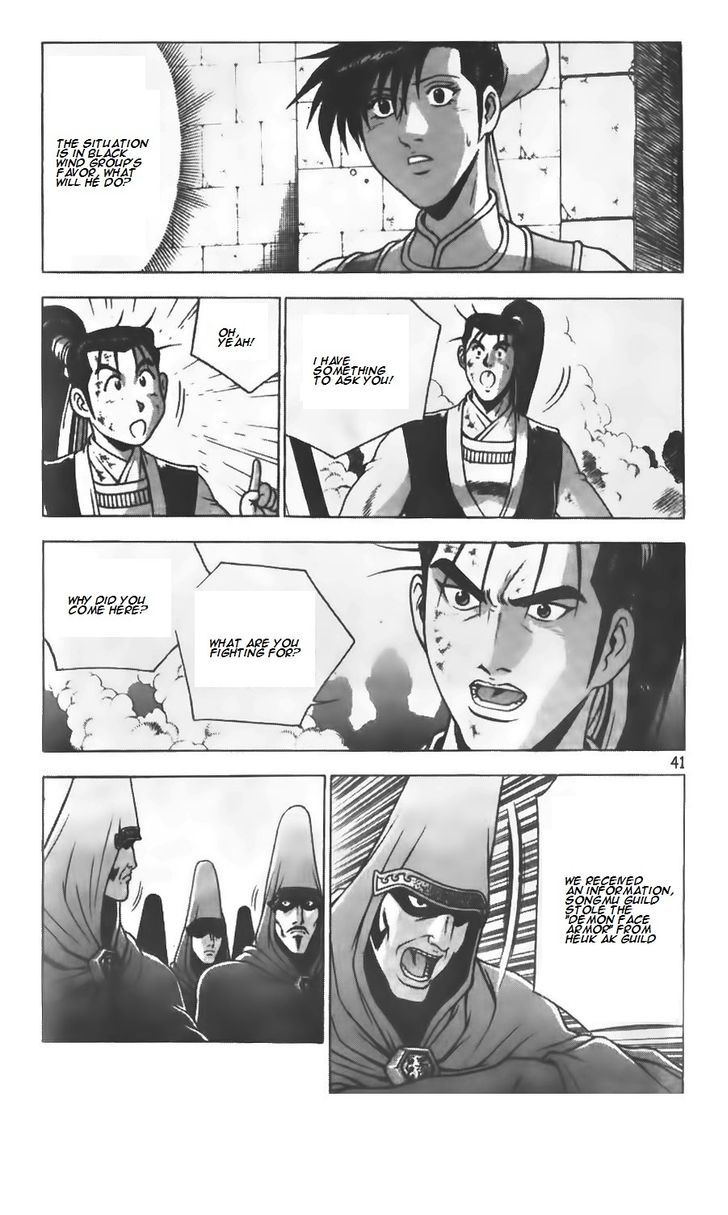 THE SITUATION
IS IN BLACK
WIND GROUP'S
FAVOR, WHAT
WILL HE DO?
OH,
YEAH!
I HAVE
SOMETHING
TO ASK YOU!
WHY DID YOU
COME HERE?
WHAT ARE YOU
FIGHTING FOR?
41
WE RECEIVED
AN INFORMATION,
SONGMU GUILD
STOLE THE
"DEMON FACE
ARMOR" FROM
HEUK AK GUILD